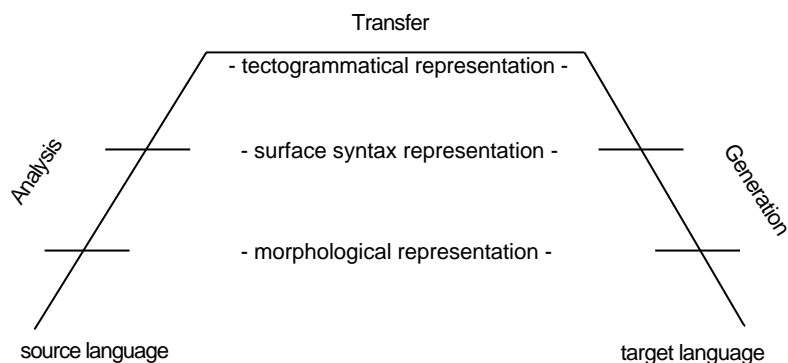 Transfer
- tectogrammatical representation -
Analysis
- surface syntax representation -
Generation
- morphological representation -
source language
target language